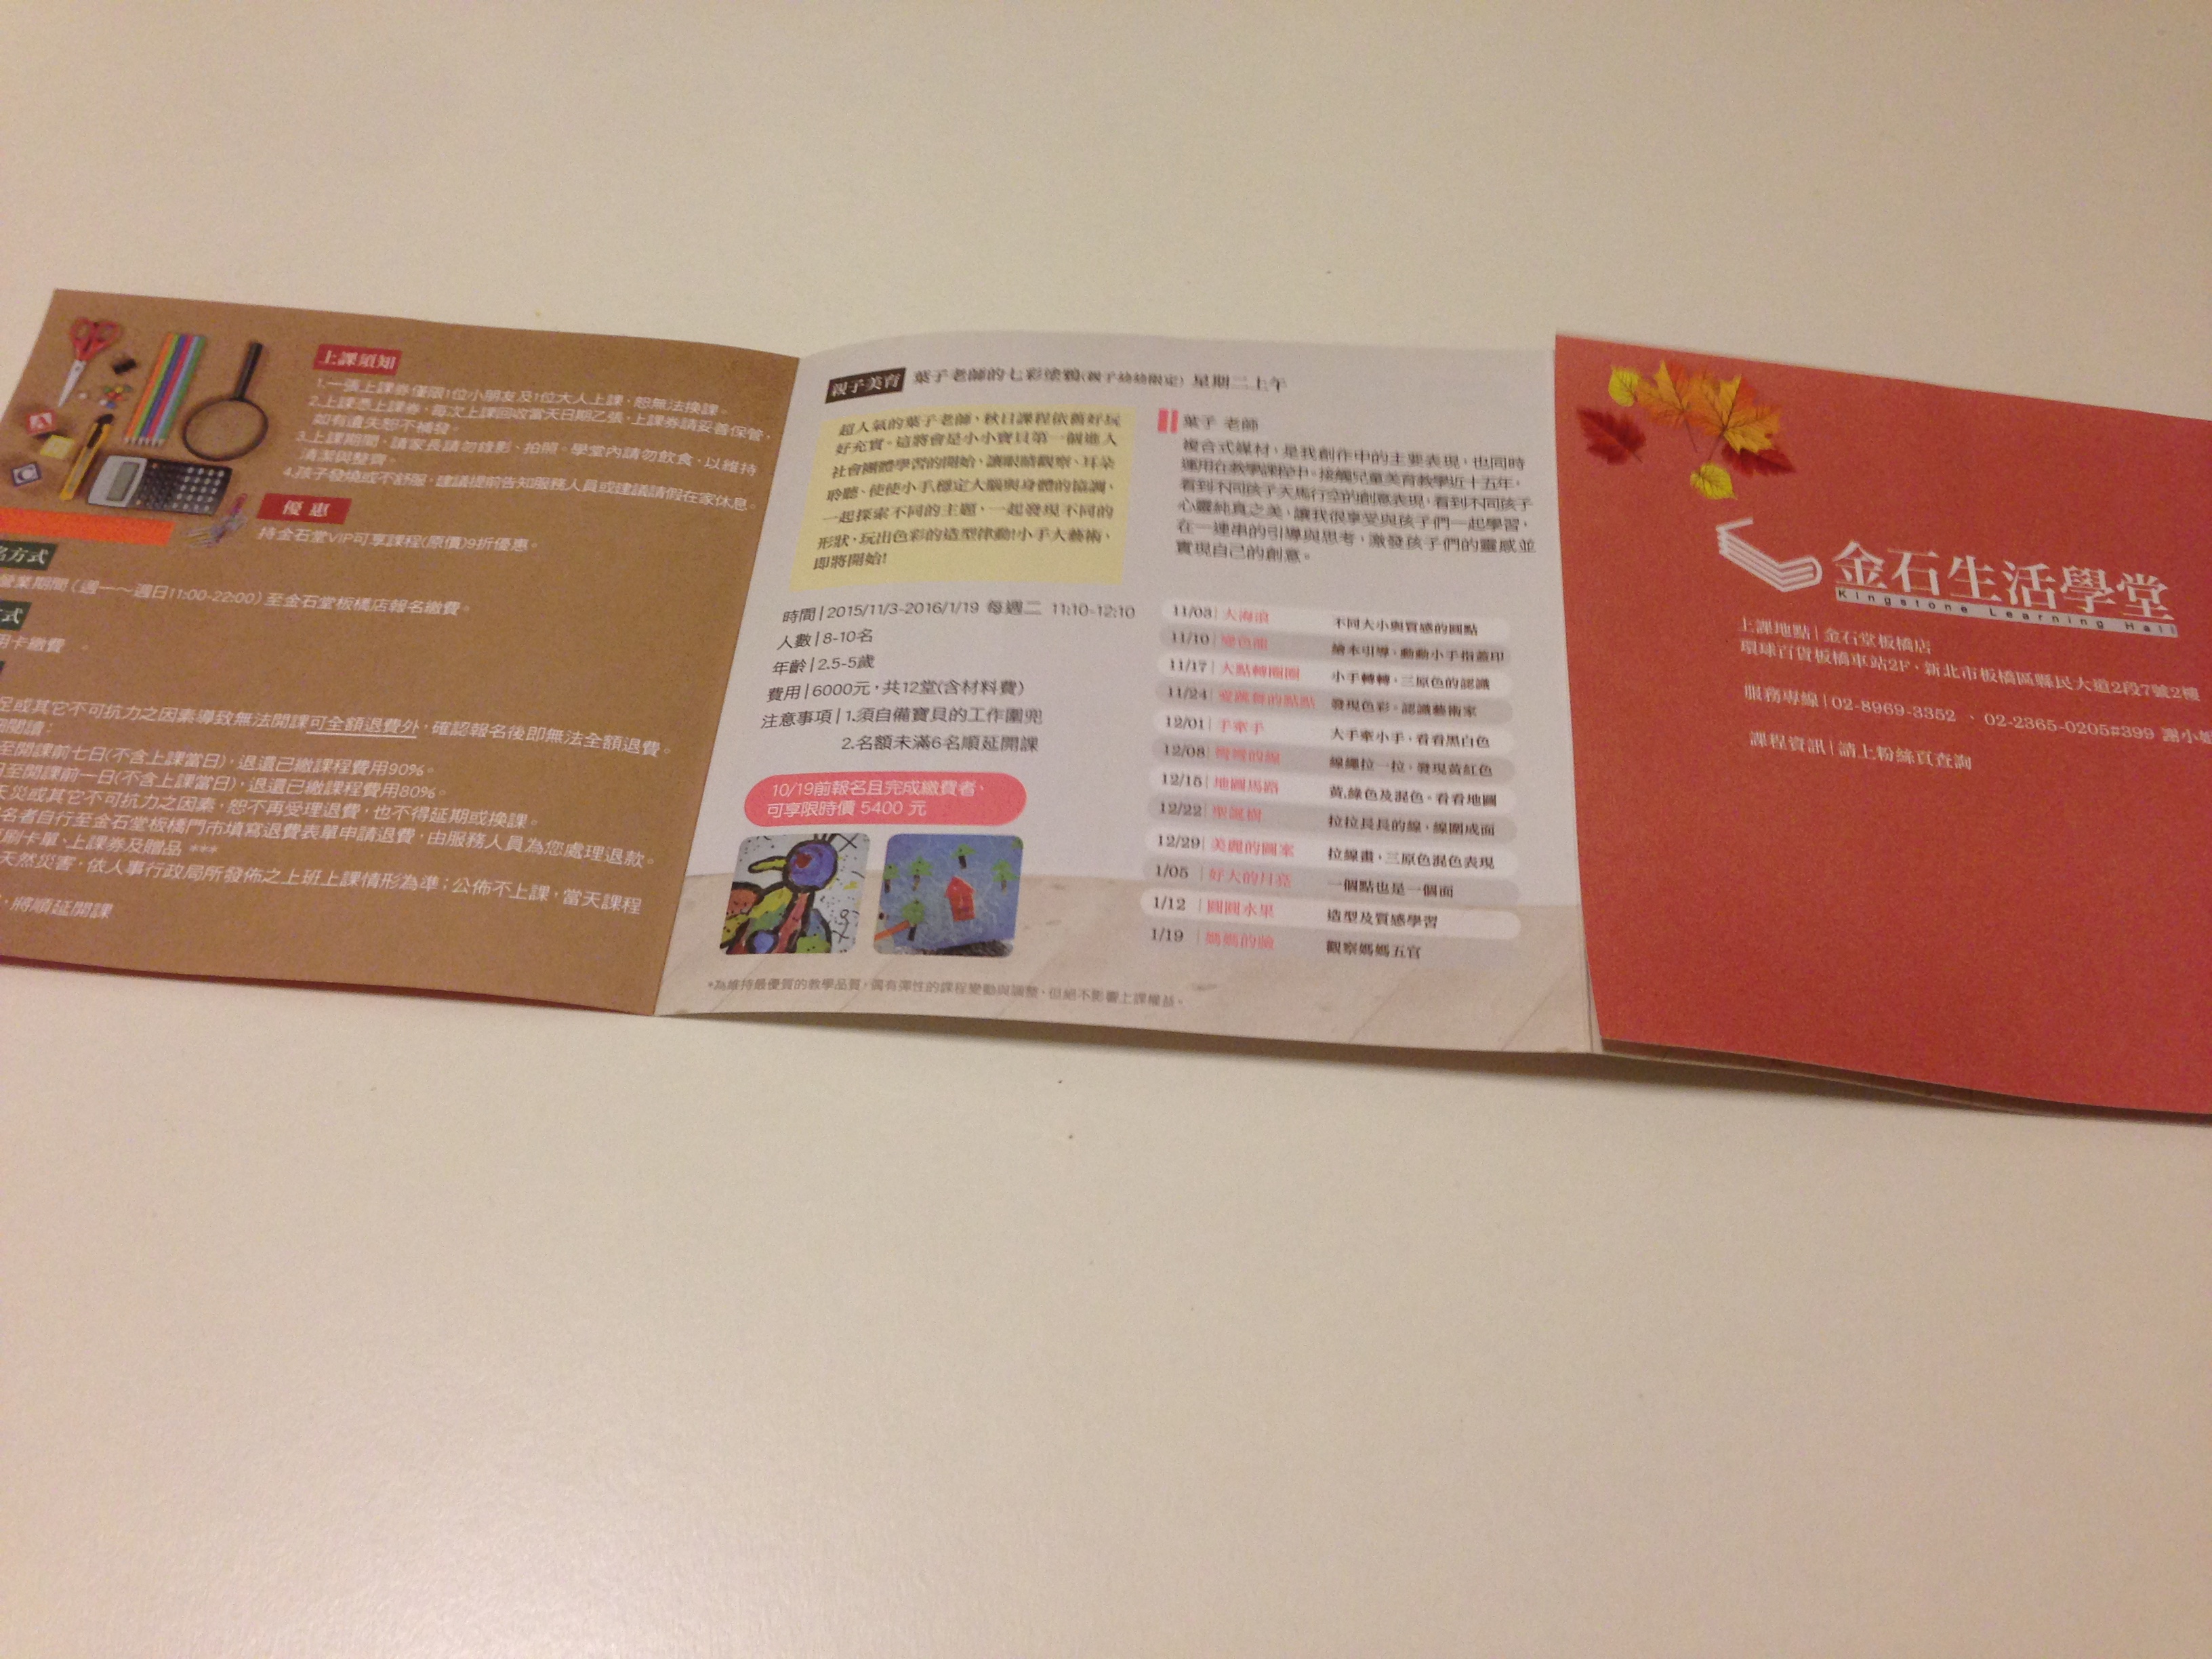 上課須知
1.一張上課券僅限1位小朋友及1位大人上課，恕無法換課。
2.上課憑上課券，每次上課回收當天日期乙張，上課券請妥善保管，
如有遺失恕不補發。
3.上課期間，請家長請勿錄影、拍照。學堂內請勿飲食，以維持
清潔與整齊。
4.孩子發燒或不舒服，建議提前告知服務人員或建議請假在家休息。
優惠
持金石堂VIP可享課程(原價)9折優惠。
名方式
營業期間（週一～週日11:00-22:00）至金石堂板橋店報名繳費。
式
用卡繳費 。
足或其它不可抗力之因素導致無法開課可全額退費外，確認報名後即無法全額退費。
細閱讀：
至開課前七日(不含上課當日)，退還已繳課程費用90%。
日至開課前一日(不含上課當日)，退還已繳課程費用80%。
天災或其它不可抗力之因素，恕不再受理退費，也不得延期或換課。
名者自行至金石堂板橋門市填寫退費表單申請退費，由服務人員為您處理退款。
刷卡單、上課券及贈品 ***
天然災害，依人事行政局所發佈之上班上課情形為準；公佈不上課，當天課程
，將順延開課
親子美育 葉子老師的七彩塗鴉(親子幼幼限定) 星期二上午
超人氣的葉子老師、秋日課程依舊好玩
好充實。這將會是小小寶貝第一個進入
社會團體學習的開始、讓眼睛觀察、耳朵
聆聽、使使小手,穩定大腦與身體的協調，
一起探索不同的主題、一起發現不同的
形狀，玩出色彩的造型律動!小手大藝術，
即將開始!
時間|2015/11/3-2016/1/19 每週二 11:10-12:10
人數|8-10名
年齡|2.5-5歲
費用|6000元，共12堂(含材料費)
注意事項|1.須自備寶貝的工作圍兜
2.名額未滿6名順延開課
10/19前報名且完成繳費者，
可享限時價 5400 元
*為維持最優質的教學品質，偶有彈性的課程變動與調整、但絕不影響上課權益。
葉子 老師
複合式媒材，是我創作中的主要表現，也同時
運用在教學課程中。接觸兒童美育教學近十五年，
看到不同孩子天馬行空的創意表現，看到不同孩子
心靈純真之美，讓我很享受與孩子們一起學習，
在一連串的引導與思考，激發孩子們的靈感並
實現自己的創意。
11/03| 大海浪 不同大小與質感的圓點
11/10| 變色龍 繪本引導，動動小手指蓋印
11/17| 大點轉圈圈 小手轉轉，三原色的認識
11/24| 愛跳舞的點點 發現色彩，認識藝術家
12/01| 手牽手 大手牽小手，看看黑白色
12/08| 彎彎的線 線繩拉一拉，發現黃紅色
12/15| 地圖馬路 黃,綠色及混色，看看地圖
12/22| 聖誕樹 拉拉長長的線，線圍成面
12/29| 美麗的圖案 拉線畫，三原色混色表現
1/05 | 好大的月亮 一個點也是一個面
1/12 | 圓圓水果 造型及質感學習
1/19 | 媽媽的臉 觀察媽媽五官
金石生活學堂
Kingstone Learning Hall
上課地點|金石堂板橋店
環球百貨板橋車站2F，新北市板橋區縣民大道2段7號2樓
服務專線|02-8969-3352 、 02-2365-0205#399 謝小姐
課程資訊|請上粉絲頁查詢